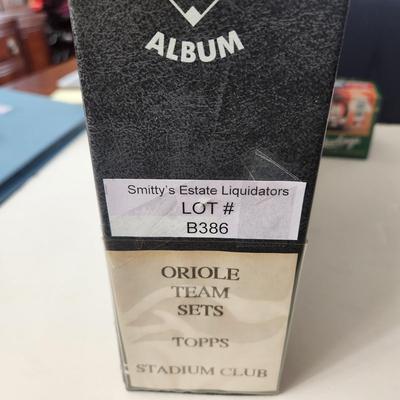 ALBUM
Smitty's Estate Liquidators
LOT #
B386
ORIOLE
TEAM
SETS
TOPPS
STADIUM CLUB